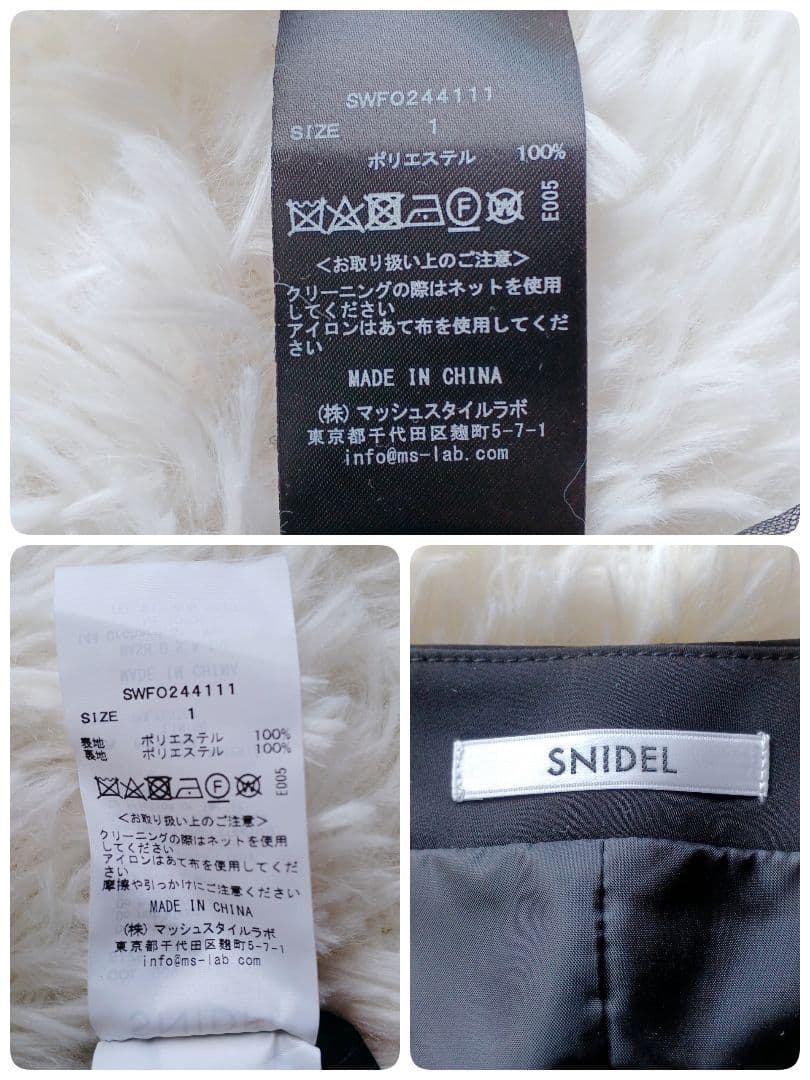 SWFO244111
SIZE 1
ポリエステル 100%
E005
<お取り扱い上のご注意>
クリーニングの際はネットを使用
してください
アイロンはあて布を使用してくだ
さい
MADE IN CHINA
(株)マッシュスタイルラボ
東京都千代田区麹町5-7-1
info@ms-lab.com
MADE IN CHINA
SWFO244111
SIZE 1
表地 ポリエステル 100%
裏地 ポリエステル 100%
E005
<お取り扱い上のご注意>
クリーニングの際はネットを使用
してください
アイロンはあて布を使用してくだ
さい
摩擦や引っかけにご注意ください
MADE IN CHINA
(株)マッシュスタイルラボ
東京都千代田区麹町5-7-1
info@ms-lab.com
SNIDEL
SNIDEL